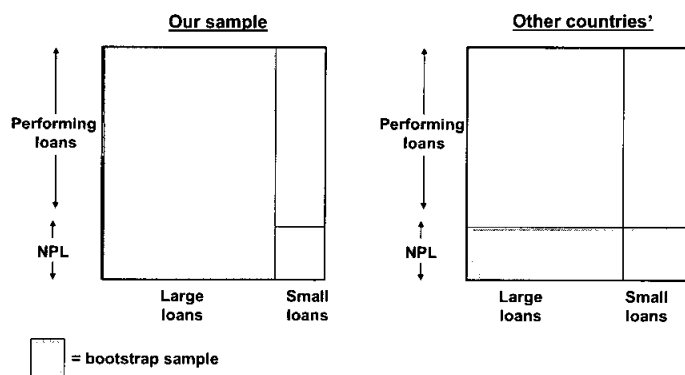 Our sample
Other countries'
Performing
loans
NPL
Large
loans
Small
loans
Performing
loans
NPL
Large
loans
Small
loans
= bootstrap sample